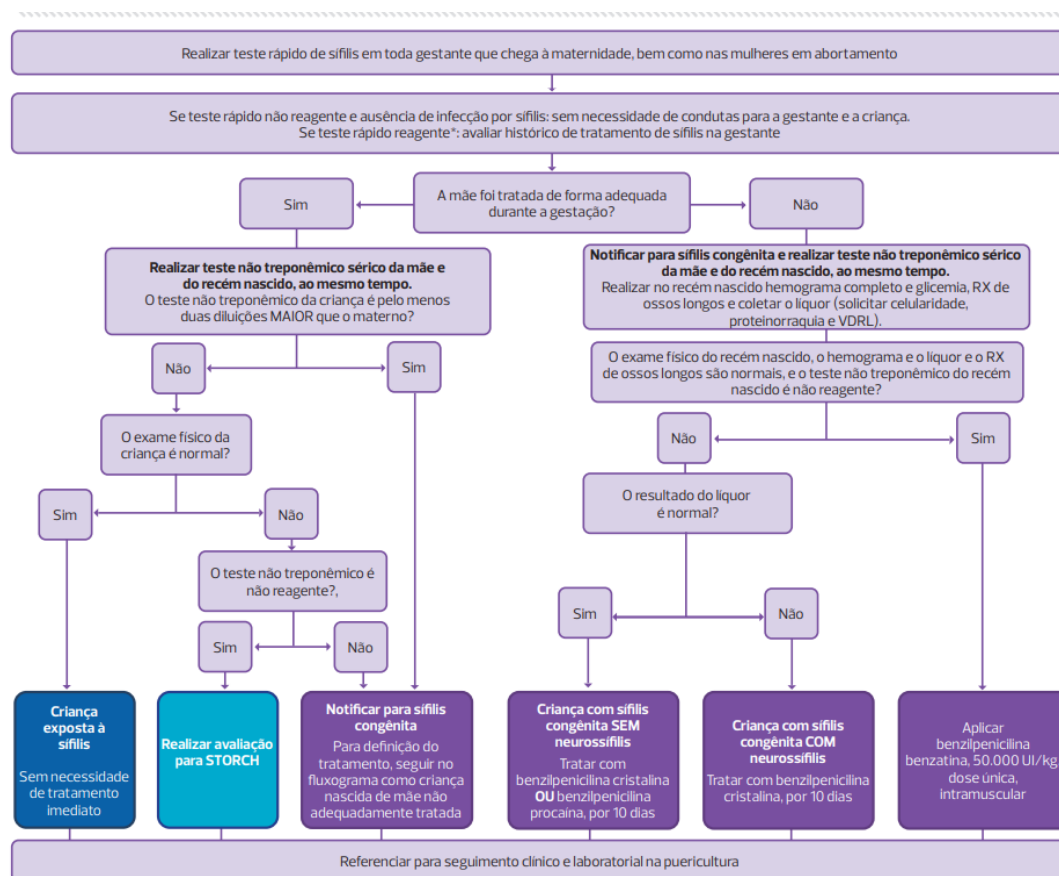 Realizar teste rápido de sífilis em toda gestante que chega à maternidade, bem como nas mulheres em abortamento
Se teste rápido não reagente e ausência de infecção por sífilis: sem necessidade de condutas para a gestante e a criança.
Se teste rápido reagente*: avaliar histórico de tratamento de sífilis na gestante
A mãe foi tratada de forma adequada
durante a gestação?
Sim
Não
Realizar teste não treponêmico sérico da mãe e
do recém nascido, ao mesmo tempo.
O teste não treponêmico da criança é pelo menos
duas diluições MAIOR que o materno?
Notificar para sífilis congênita e realizar teste não treponêmico sérico
da mãe e do recém nascido, ao mesmo tempo.
Realizar no recém nascido hemograma completo e glicemia, RX de
ossos longos e coletar o líquor (solicitar celularidade,
proteinorraquia e VDRL).
Não
Sim
O exame físico do recém nascido, o hemograma e o líquor e o RX
de ossos longos são normais, e o teste não treponêmico do recém
nascido é não reagente?
O exame físico da
criança é normal?
Não
Sim
Sim
Não
O resultado do líquor
é normal?
O teste não treponêmico é
não reagente?,
Sim
Não
Sim
Não
Criança
exposta à
sífilis
Sem necessidade
de tratamento
imediato
Realizar avaliação
para STORCH
Notificar para sífilis
congênita
Para definição do
tratamento, seguir no
fluxograma como criança
nascida de mãe não
adequadamente tratada
Criança com sífilis
congênita SEM
neurossífilis
Tratar com
benzilpenicilina cristalina
OU benzilpenicilina
procaína, por 10 dias
Criança com sífilis
congênita COM
neurossífilis
Tratar com benzilpenicilina
cristalina, por 10 dias
Aplicar
benzilpenicilina
benzatina, 50.000 UI/kg,
dose única,
intramuscular
Referenciar para seguimento clínico e laboratorial na puericultura